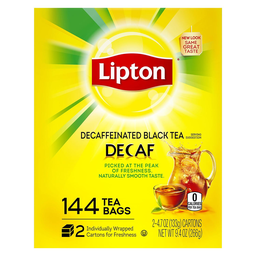 NEW LOOK
SAME
GREAT
TASTE
Lipton
DECAFFEINATED BLACK TEA
DECAF
PICKED AT THE PEAK
OF FRESHNESS.
NATURALLY SMOOTH TASTE.
144 TEA
BAGS
0
CALORIES
2 Individually Wrapped
Cartons for Freshness
2-4.7 OZ (133g) CARTONS
NET WT 9.4 OZ (266g)